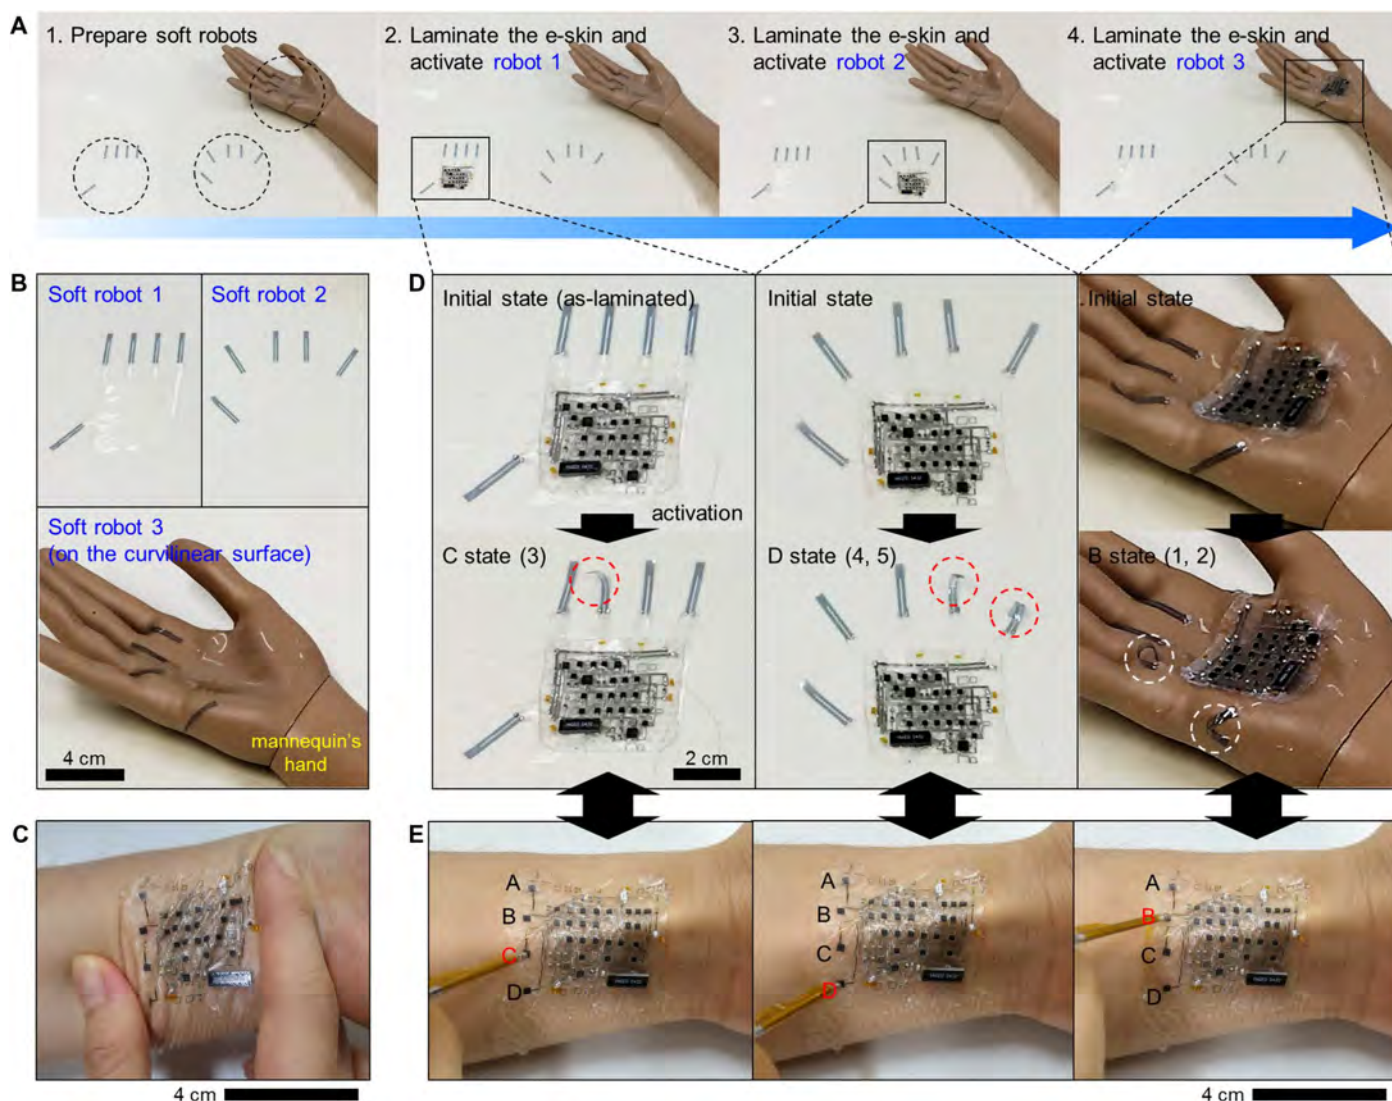 A
1. Prepare soft robots
2. Laminate the e-skin and
activate robot 1
3. Laminate the e-skin and
activate robot 2
4. Laminate the e-skin and
activate robot 3
B
Soft robot 1
Soft robot 2
Soft robot 3
(on the curvilinear surface)
mannequin's
hand
4 cm
D
Initial state (as-laminated)
Initial state
Initial state
activation
C state (3)
D state (4, 5)
B state (1, 2)
2 cm
C
4 cm
E
A
B
C
D
A
B
C
D
A
B
C
D
4 cm